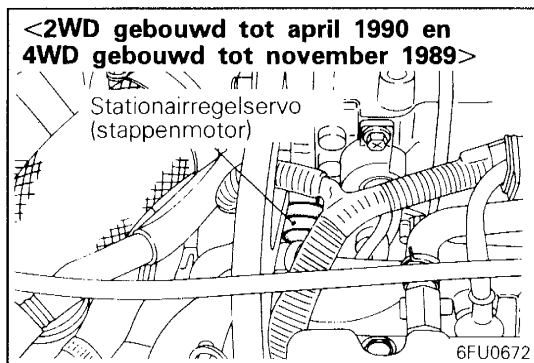 <2WD gebouwd tot april 1990 en
4WD gebouwd tot november 1989>
Stationairregelservo
(stappenmotor)
6FU0672